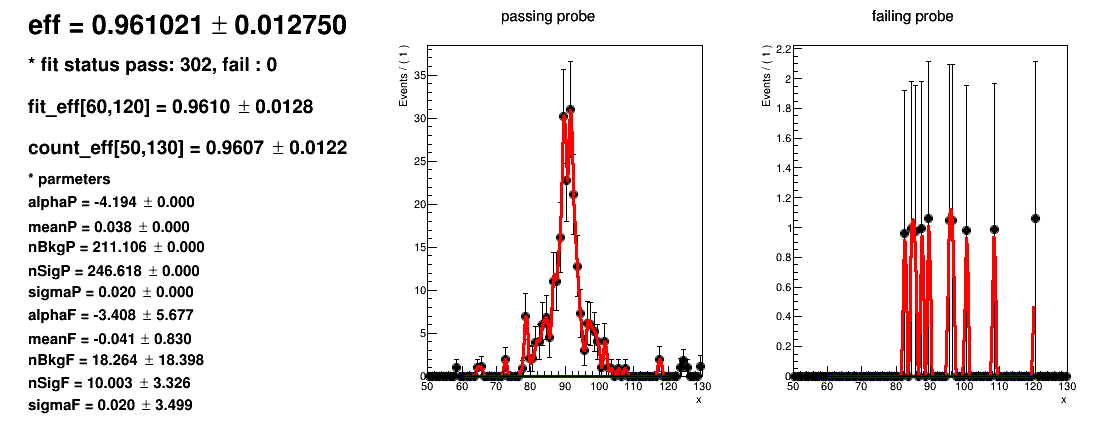 eff = 0.961021 ± 0.012750
* fit status pass: 302, fail : 0
fit_eff[60,120] = 0.9610 ± 0.0128
count_eff[50,130] = 0.9607 ± 0.0122
* parmeters
alphaP = -4.194 ± 0.000
meanP = 0.038 ± 0.000
nBkgP = 211.106 ± 0.000
nSigP = 246.618 ± 0.000
sigmaP = 0.020 ± 0.000
alphaF = -3.408 ± 5.677
meanF = -0.041 ± 0.830
nBkgF = 18.264 ± 18.398
nSigF = 10.003 ± 3.326
sigmaF = 0.020 ± 3.499
passing probe
Events / ( 1 )
35
30
25
20
15
10
5
0
50 60 70 80 90 100 110 120 130
x
failing probe
Events / ( 1 )
2.2
2
1.8
1.6
1.4
1.2
1
0.8
0.6
0.4
0.2
0
50 60 70 80 90 100 110 120 130
x